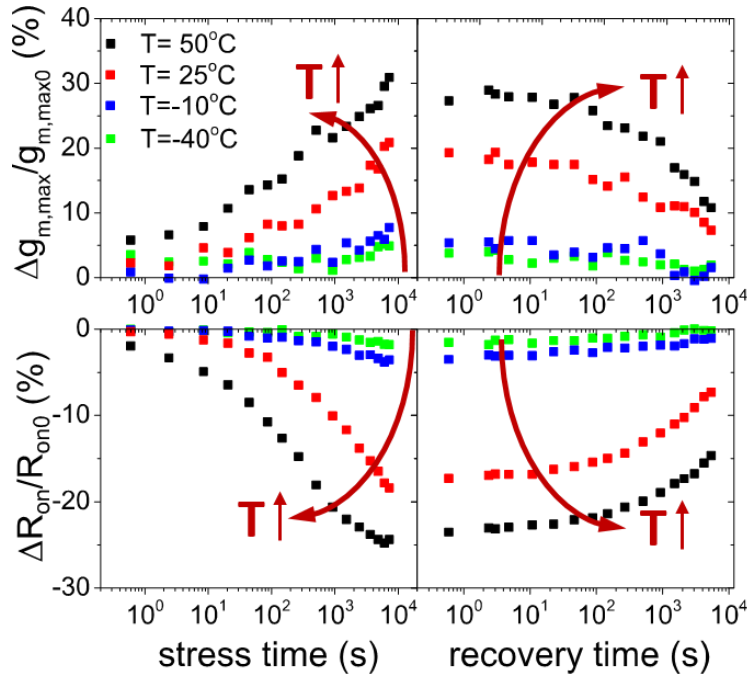 Δg_m,max/g_m,max0 (%)
40
30
20
10
0
T= 50°C
T= 25°C
T=-10°C
T=-40°C
T↑
T↑
10^0 10^1 10^2 10^3 10^4
10^0 10^1 10^2 10^3 10^4
ΔR_on/R_on0 (%)
0
-10
-20
-30
T↑
T↑
10^0 10^1 10^2 10^3 10^4
10^0 10^1 10^2 10^3 10^4
stress time (s)
recovery time (s)